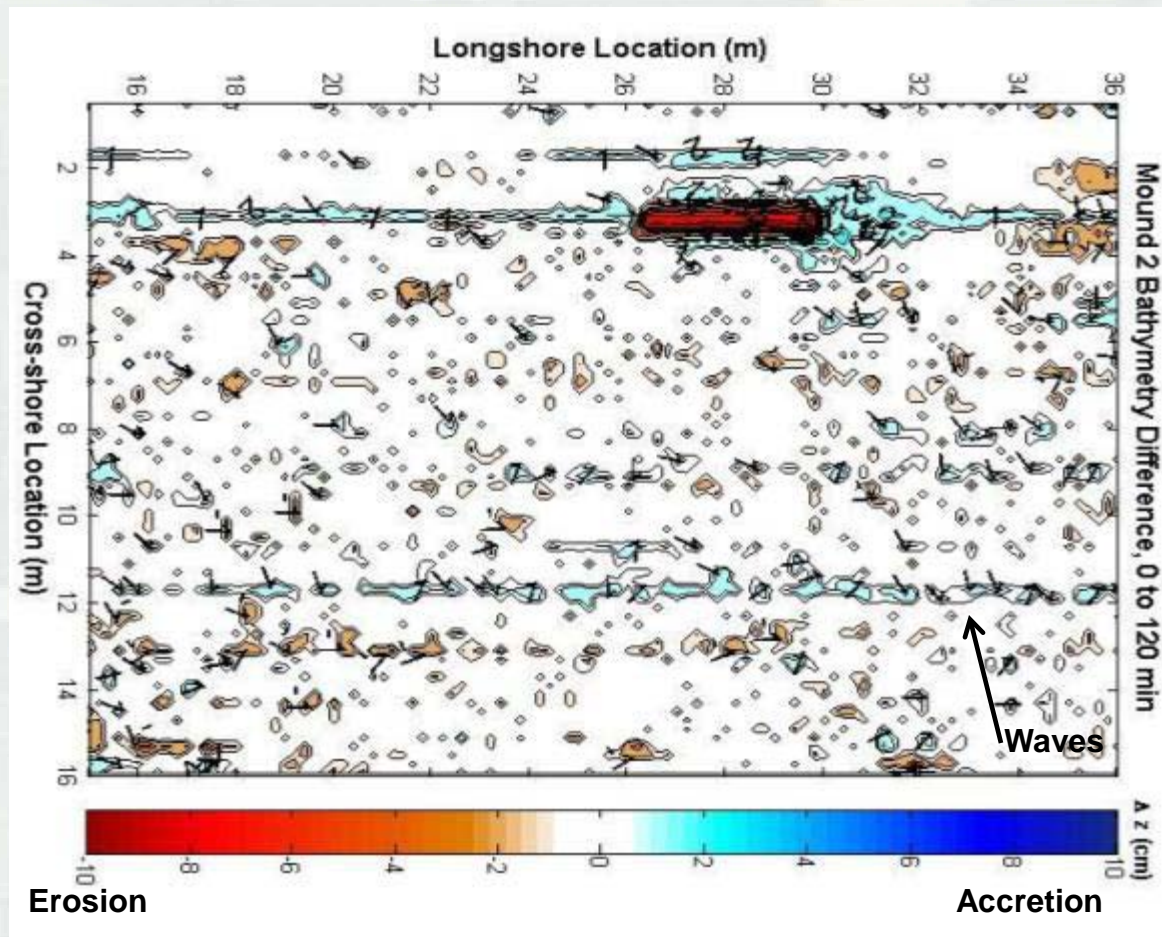 Longshore Location (m)
16 18 20 22 24 26 28 30 32 34 36
Mound 2 Bathymetry Difference, 0 to 120 min
Cross-shore Location (m)
2
4
6
8
10
12
14
16
Waves
Δ z (cm)
-10 -8 -6 -4 -2 0 2 4 6 8 10
Erosion
Accretion